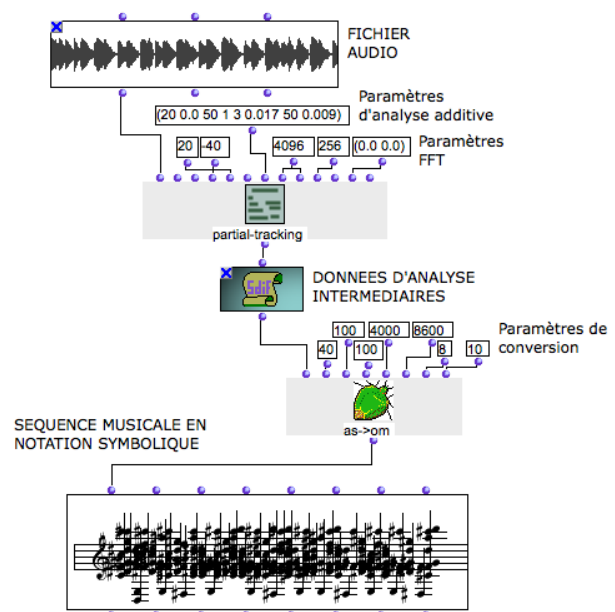 FICHIER
AUDIO
Paramètres
d'analyse additive
(20 0.0 50 1 3 0.017 50 0.009)
20 -40 4096 256 (0.0 0.0)
Paramètres
FFT
partial-tracking
Sdif
DONNEES D'ANALYSE
INTERMEDIAIRES
100 4000 8600
Paramètres de
conversion
40 100 8 10
SEQUENCE MUSICALE EN
NOTATION SYMBOLIQUE
as->om